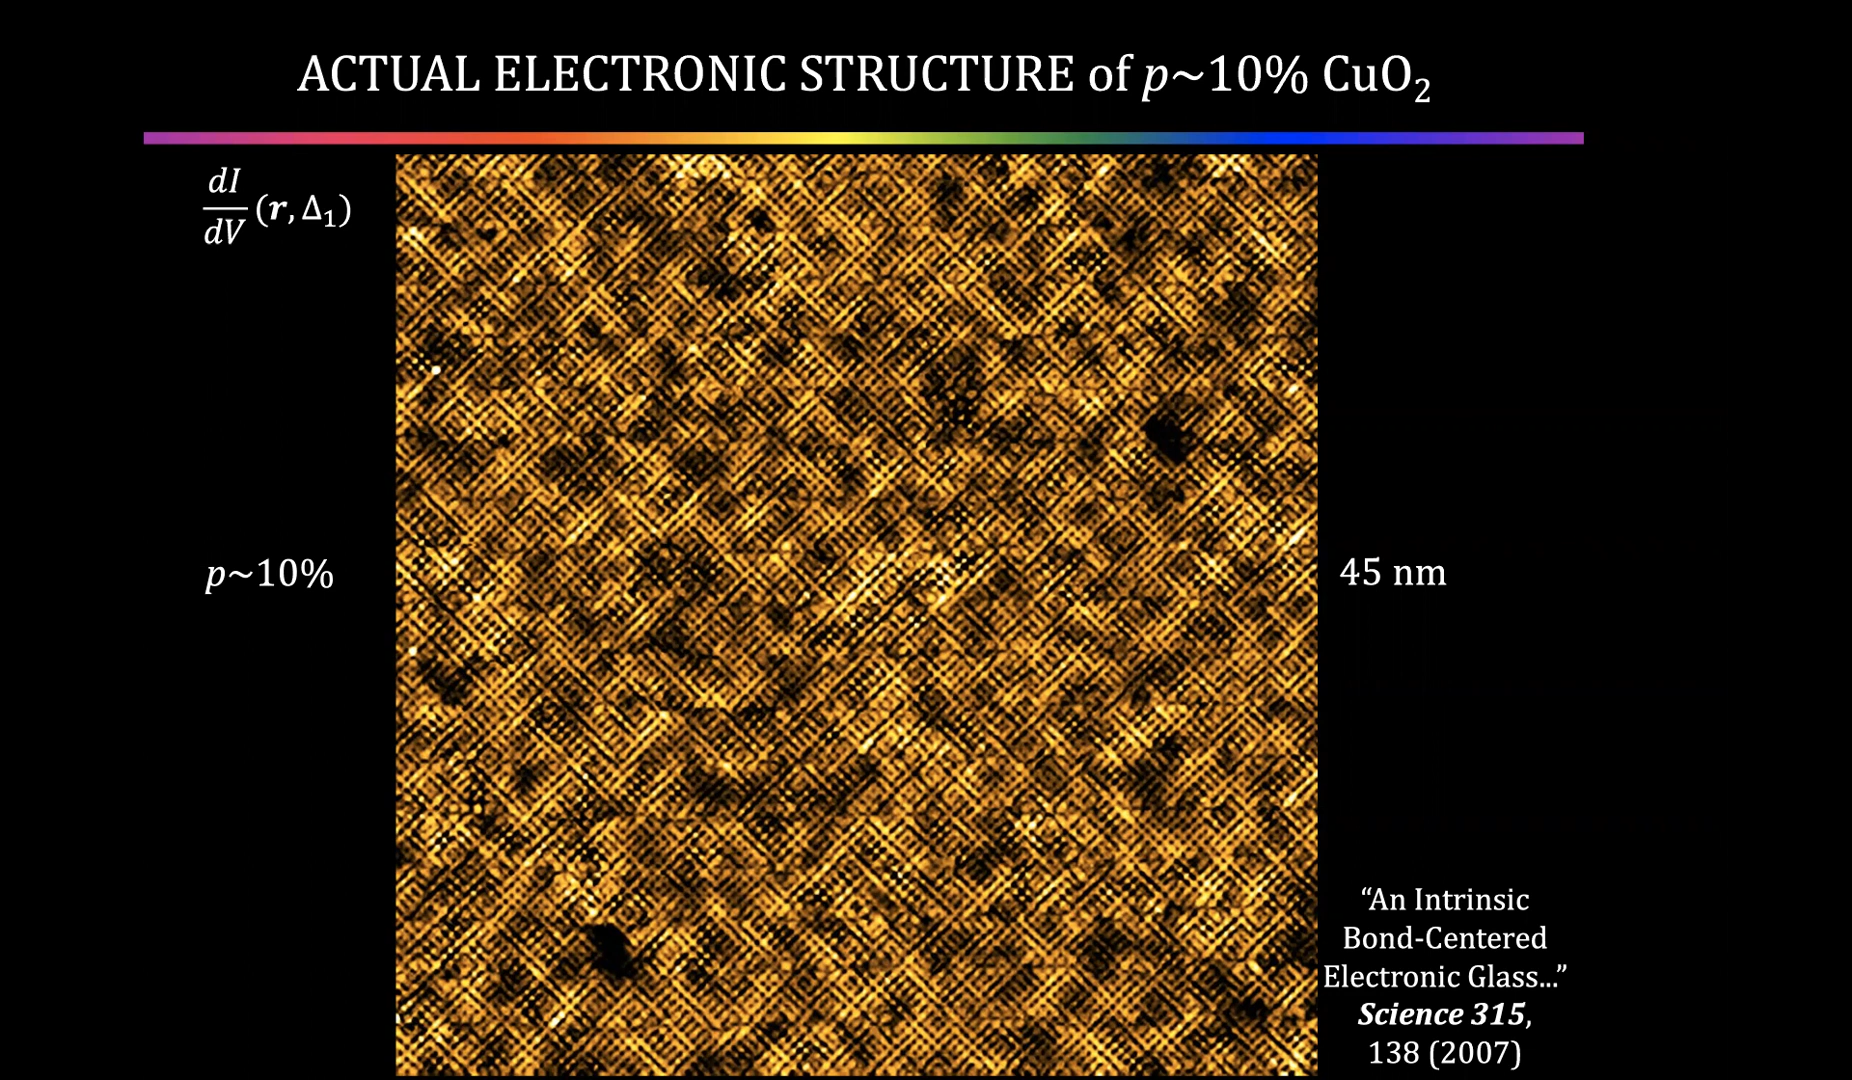 ACTUAL ELECTRONIC STRUCTURE of p~10% CuO₂
dI
dV
(r, Δ₁)
p~10%
45 nm
“An Intrinsic
Bond-Centered
Electronic Glass...”
Science 315,
138 (2007)